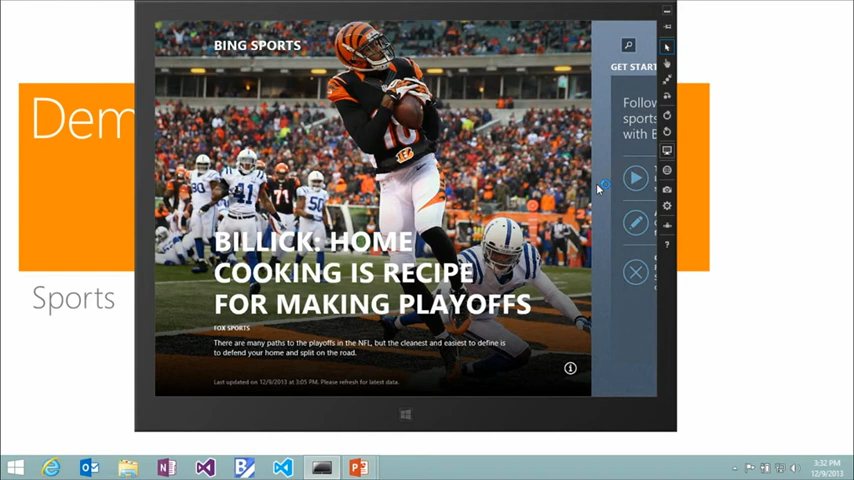 BING SPORTS
GET START
Follow
sports
with B
Dem
BILLICK: HOME
COOKING IS RECIPE
FOR MAKING PLAYOFFS
FOX SPORTS
There are many paths to the playoffs in the NFL, but the cleanest and easiest to define is
to defend your home and split on the road.
Last updated on 12/9/2013 at 3:05 PM. Please refresh for latest data.
Sports
3:32 PM
12/9/2013